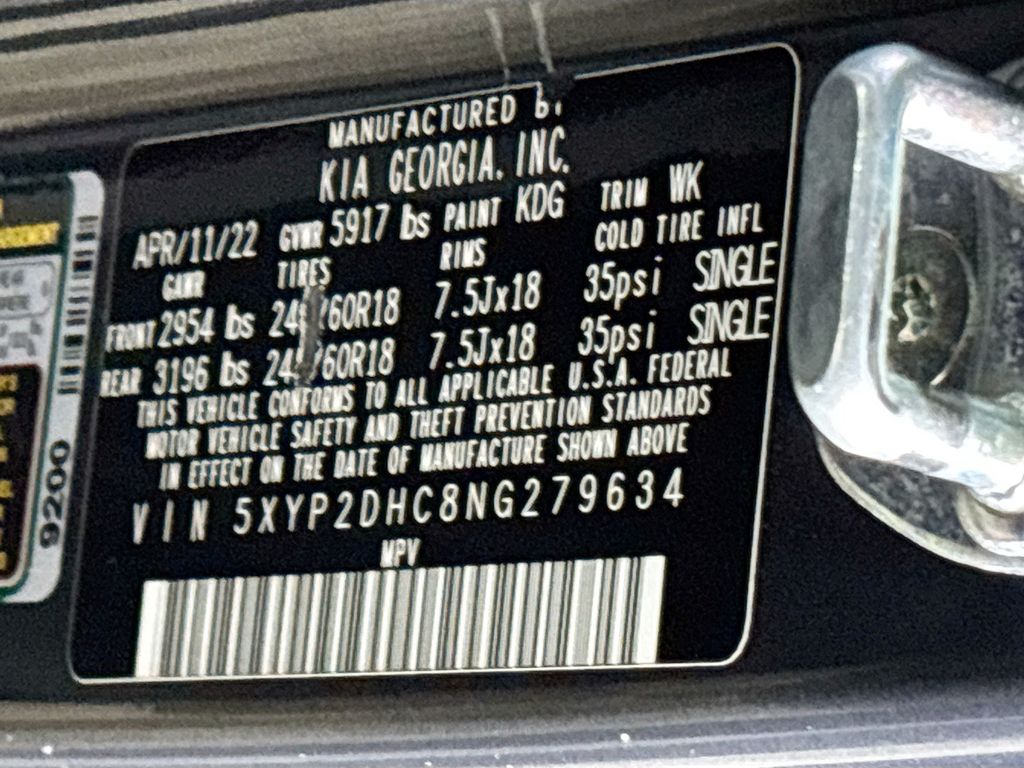 MANUFACTURED
KIA GEORGIA, INC.
APR/11/22 GVWR 5917 lbs PAINT KDG TRIM WK
GAWR TIRES RIMS COLD TIRE INFL
FRONT 2954 lbs 7.5Jx18 35psi SINGLE
REAR 3196 lbs 7.5Jx18 35psi SINGLE
THIS VEHICLE CONFORMS TO ALL APPLICABLE U.S.A. FEDERAL
MOTOR VEHICLE SAFETY AND THEFT PREVENTION STANDARDS
IN EFFECT ON THE DATE OF MANUFACTURE SHOWN ABOVE
VIN 5XYP2DHC8NG279634
MPV
9200